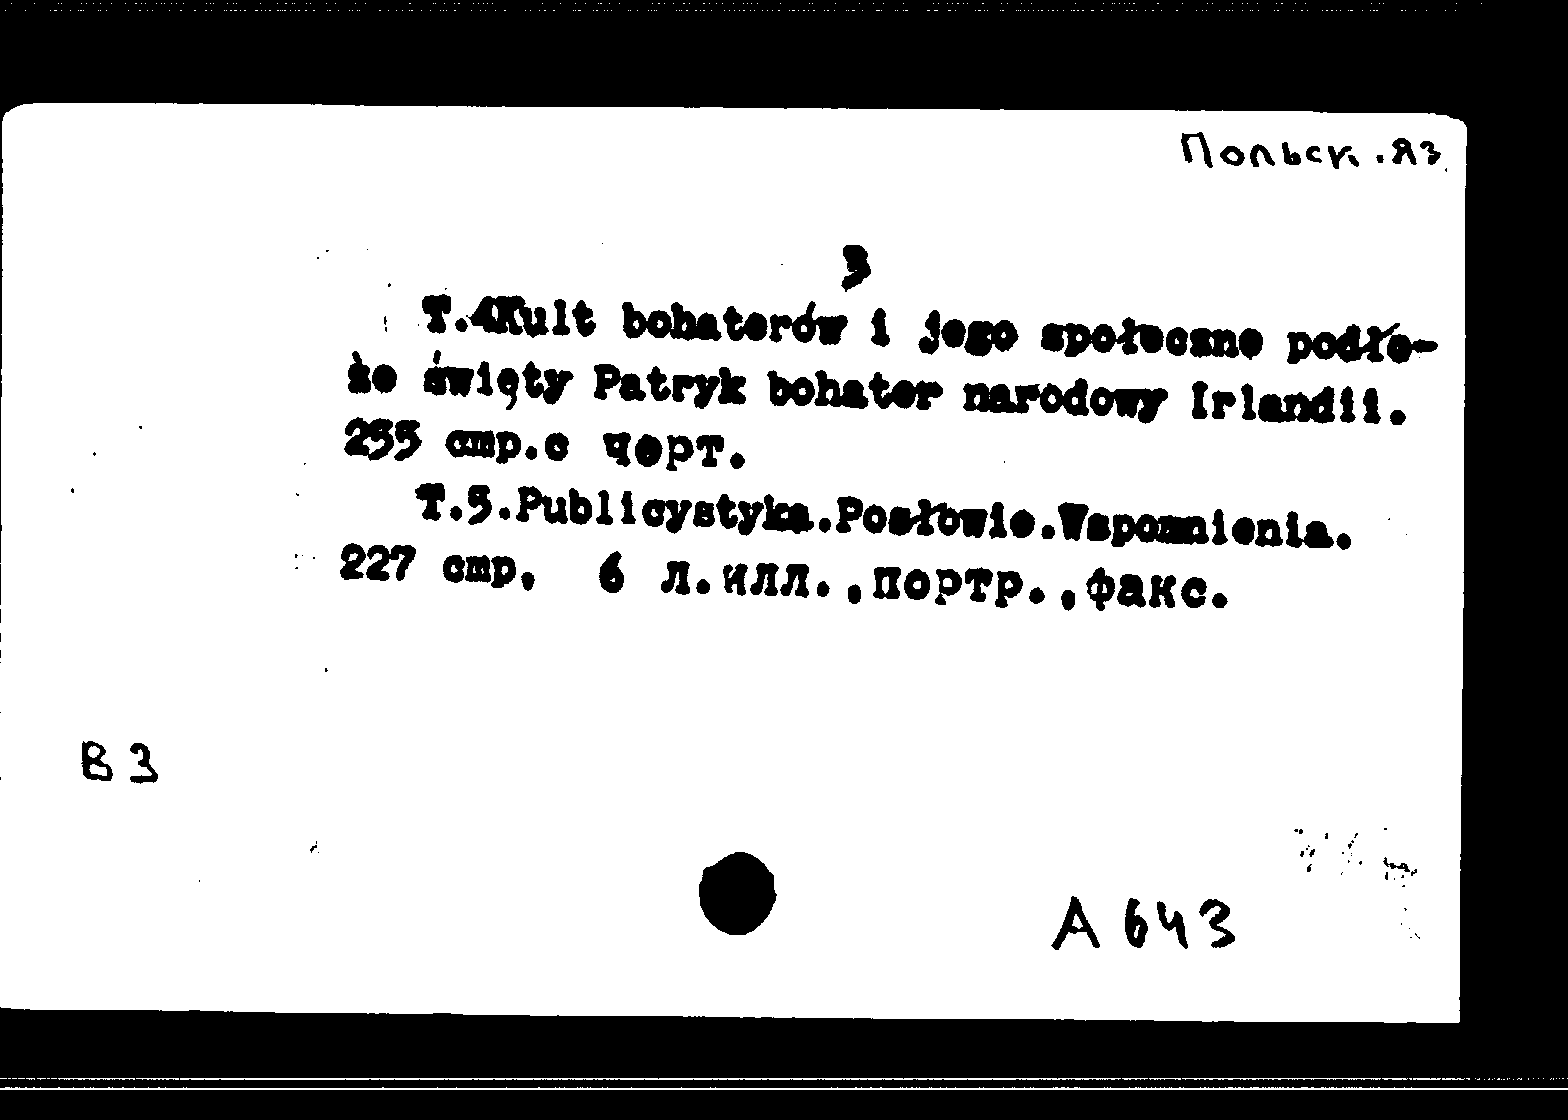 Польск. яз
3
Т.4Kult bohaterów i jego społeczne podło-
że święty Patryk bohater narodowy Irlandii.
235 стр.с черт.
Т.5.Publicystyka.Posłowie.Wspomnienia.
227 стр. 6 л.илл.,портр.,факс.
В 3
А 643